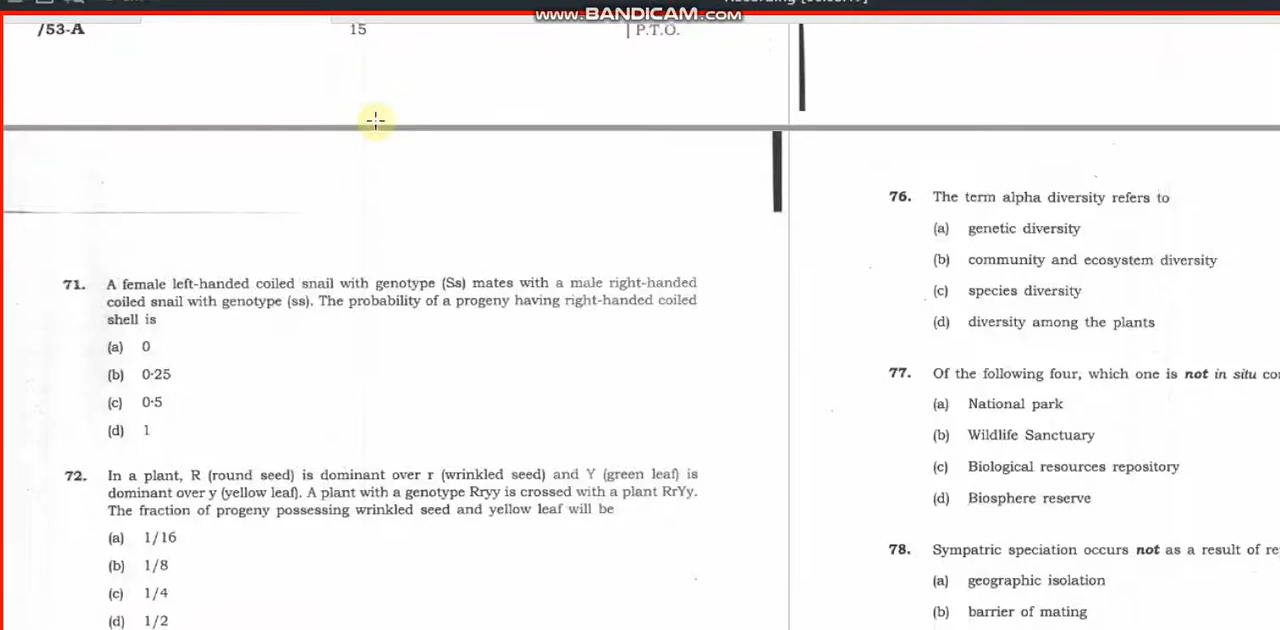 www.BANDICAM.com
/53-A
15
| P.T.O.
71. A female left-handed coiled snail with genotype (Ss) mates with a male right-handed
coiled snail with genotype (ss). The probability of a progeny having right-handed coiled
shell is
(a) 0
(b) 0·25
(c) 0·5
(d) 1
72. In a plant, R (round seed) is dominant over r (wrinkled seed) and Y (green leaf) is
dominant over y (yellow leaf). A plant with a genotype Rryy is crossed with a plant RrYy.
The fraction of progeny possessing wrinkled seed and yellow leaf will be
(a) 1/16
(b) 1/8
(c) 1/4
(d) 1/2
76. The term alpha diversity refers to
(a) genetic diversity
(b) community and ecosystem diversity
(c) species diversity
(d) diversity among the plants
77. Of the following four, which one is not in situ co
(a) National park
(b) Wildlife Sanctuary
(c) Biological resources repository
(d) Biosphere reserve
78. Sympatric speciation occurs not as a result of re
(a) geographic isolation
(b) barrier of mating